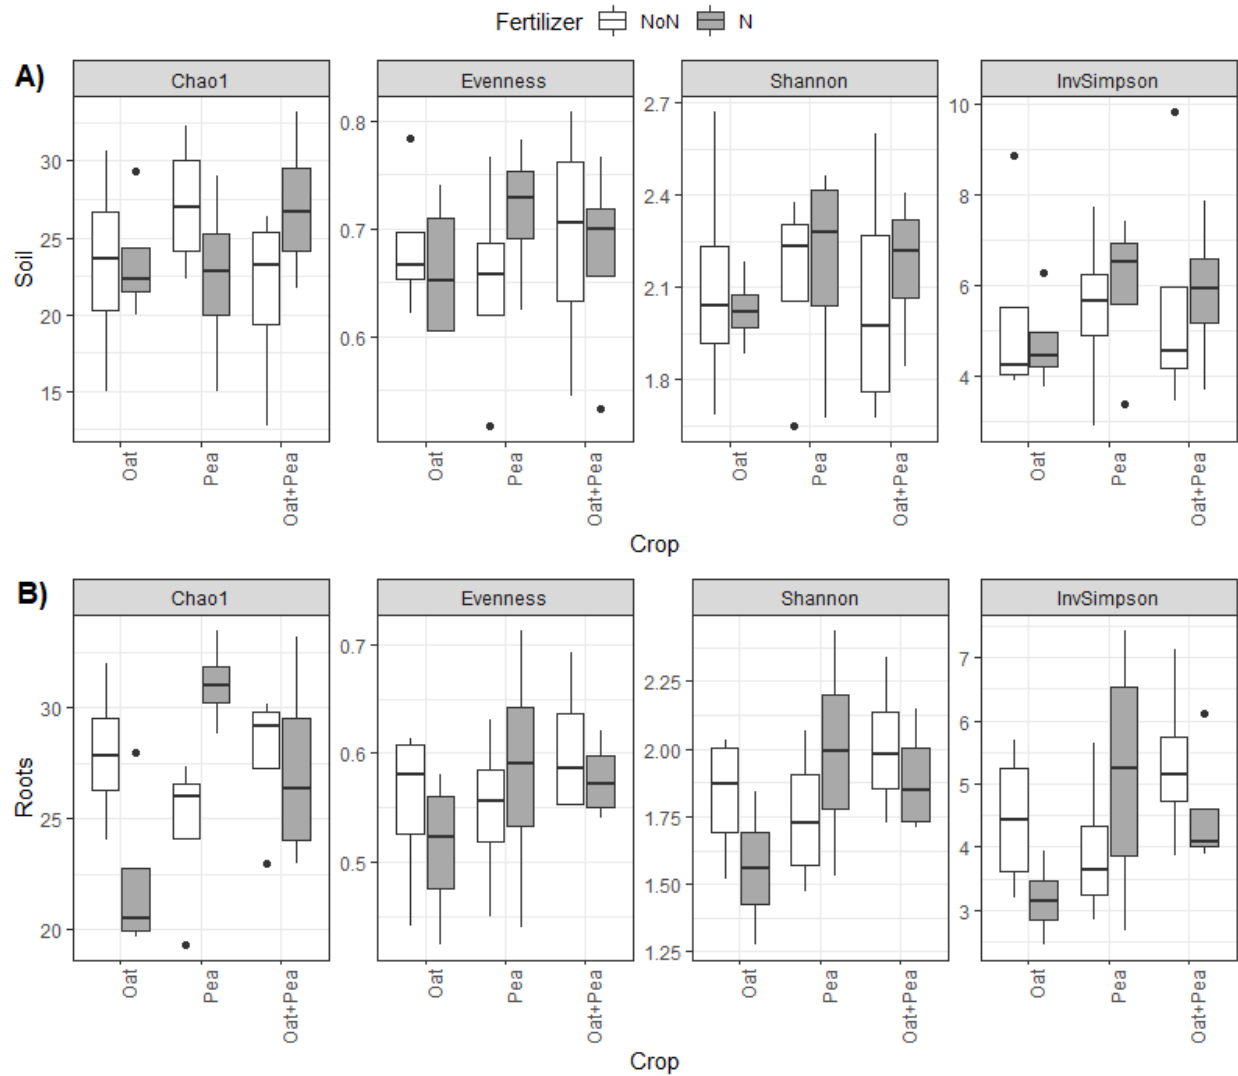 Fertilizer NoN N
A)
Chao1 Evenness Shannon InvSimpson
Soil
30 25 20 15
0.8 0.7 0.6
2.7 2.4 2.1 1.8
10 8 6 4
Oat Pea Oat+Pea Oat Pea Oat+Pea Oat Pea Oat+Pea Oat Pea Oat+Pea
Crop
B)
Chao1 Evenness Shannon InvSimpson
Roots
30 25 20
0.7 0.6 0.5
2.25 2.00 1.75 1.50 1.25
7 6 5 4 3
Oat Pea Oat+Pea Oat Pea Oat+Pea Oat Pea Oat+Pea Oat Pea Oat+Pea
Crop